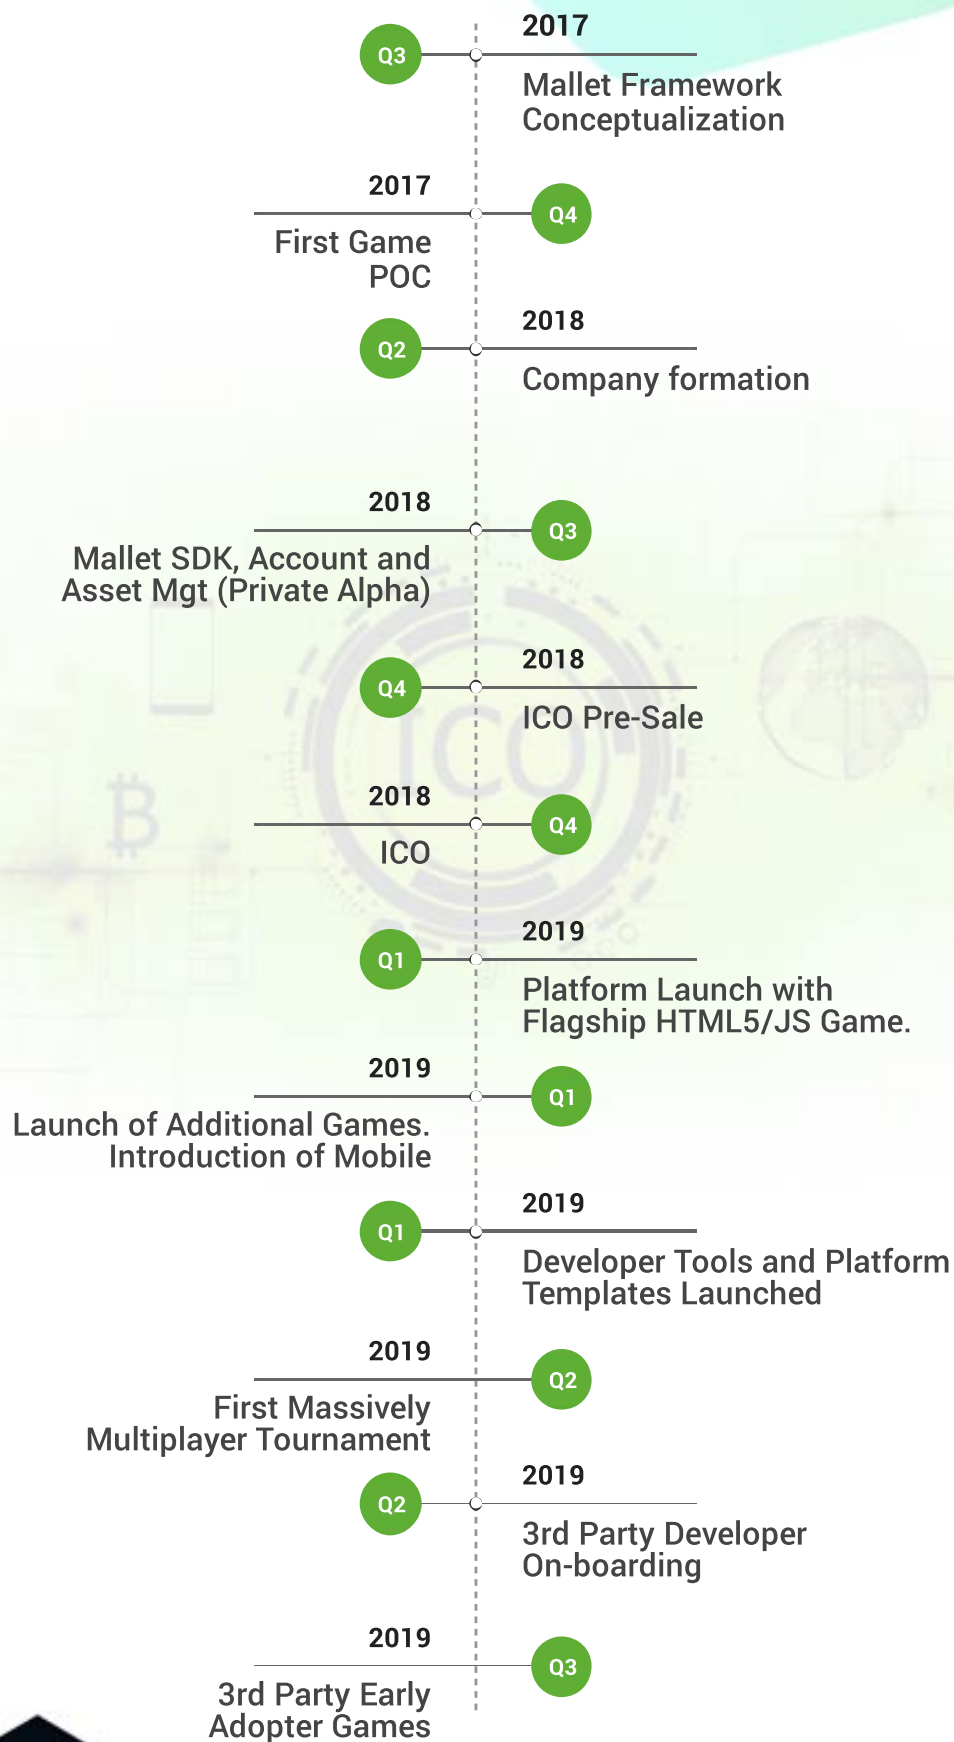 2017
Q3
Mallet Framework
Conceptualization
2017
Q4
First Game
POC
2018
Q2
Company formation
2018
Q3
Mallet SDK, Account and
Asset Mgt (Private Alpha)
2018
Q4
ICO Pre-Sale
ICO
2018
Q4
ICO
2019
Q1
Platform Launch with
Flagship HTML5/JS Game.
2019
Q1
Launch of Additional Games.
Introduction of Mobile
2019
Q1
Developer Tools and Platform
Templates Launched
2019
Q2
First Massively
Multiplayer Tournament
2019
Q2
3rd Party Developer
On-boarding
2019
Q3
3rd Party Early
Adopter Games